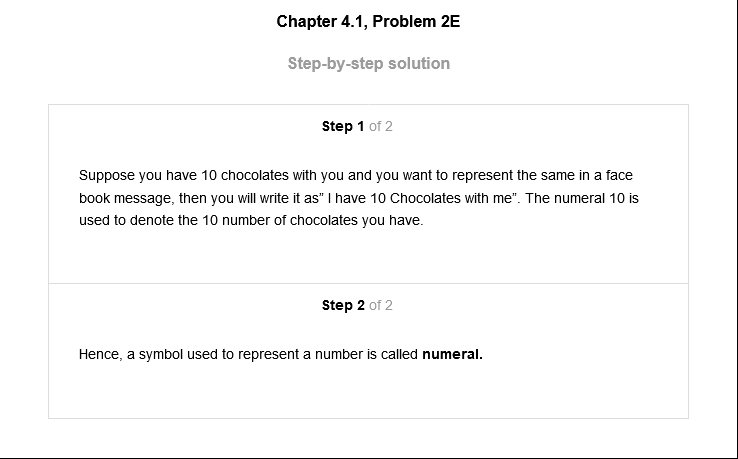 Chapter 4.1, Problem 2E
Step-by-step solution
Step 1 of 2
Suppose you have 10 chocolates with you and you want to represent the same in a face
book message, then you will write it as” I have 10 Chocolates with me”. The numeral 10 is
used to denote the 10 number of chocolates you have.
Step 2 of 2
Hence, a symbol used to represent a number is called numeral.